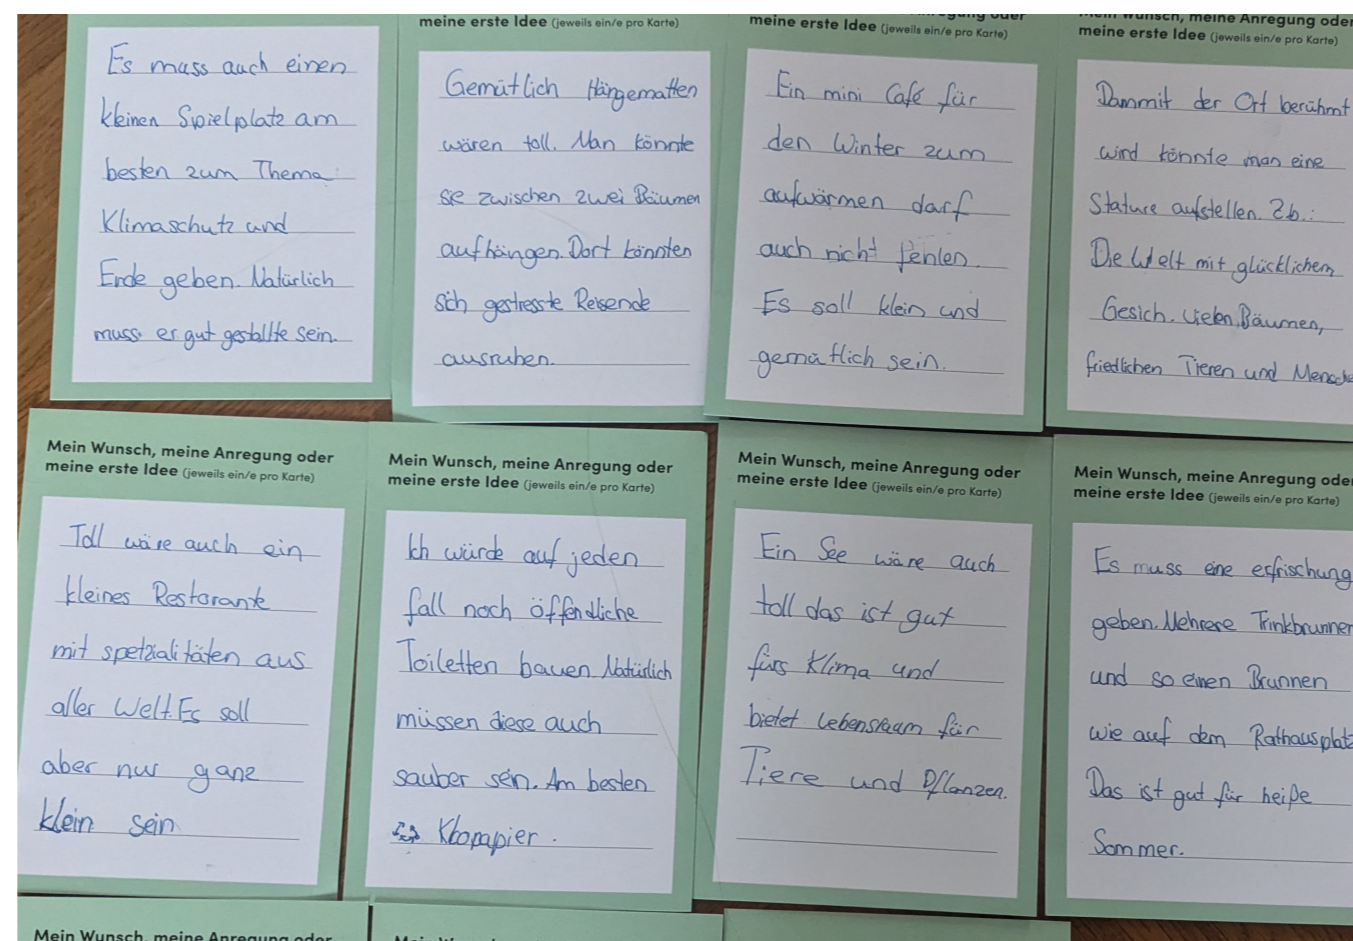 Es muss auch einen
kleinen Spielplatz am
besten zum Thema
Klimaschutz und
Erde geben. Natürlich
muss er gut gestallte sein.
meine erste Idee (jeweils ein/e pro Karte)
Gemütlich Hängematten
wären toll. Man könnte
sie zwischen zwei Bäumen
aufhängen. Dort könnten
sich gestresste Reisende
ausruhen.
meine erste Idee (jeweils ein/e pro Karte)
Ein mini Café für
den Winter zum
aufwärmen darf
auch nicht fehlen.
Es soll klein und
gemütlich sein.
Mein Wunsch, meine Anregung oder
meine erste Idee (jeweils ein/e pro Karte)
Dammit der Ort berühmt
wird könnte man eine
Stature aufstellen. Zb.:
Die Welt mit glücklichem
Gesich. vielen Bäumen,
friedlichen Tieren und
Mein Wunsch, meine Anregung oder
meine erste Idee (jeweils ein/e pro Karte)
Toll wäre auch ein
kleines Restorante
mit spetzialitäten aus
aller Welt. Es soll
aber nur ganz
klein sein
Mein Wunsch, meine Anregung oder
meine erste Idee (jeweils ein/e pro Karte)
Ich würde auf jeden
fall noch öffendliche
Toiletten bauen. Natürlich
müssen diese auch
sauber sein. Am besten
Klopapier.
Mein Wunsch, meine Anregung oder
meine erste Idee (jeweils ein/e pro Karte)
Ein See wäre auch
toll das ist gut
fürs Klima und
bietet Lebensraum für
Tiere und Pflanzen.
Mein Wunsch, meine Anregung oder
meine erste Idee (jeweils ein/e pro Karte)
Es muss eine erfrischung
geben. Mehrere Trinkbrunnen
und so einen Brunnen
wie auf dem Rathausplatz
Das ist gut für heiße
Sommer.
Mein Wunsch, meine Anregung oder